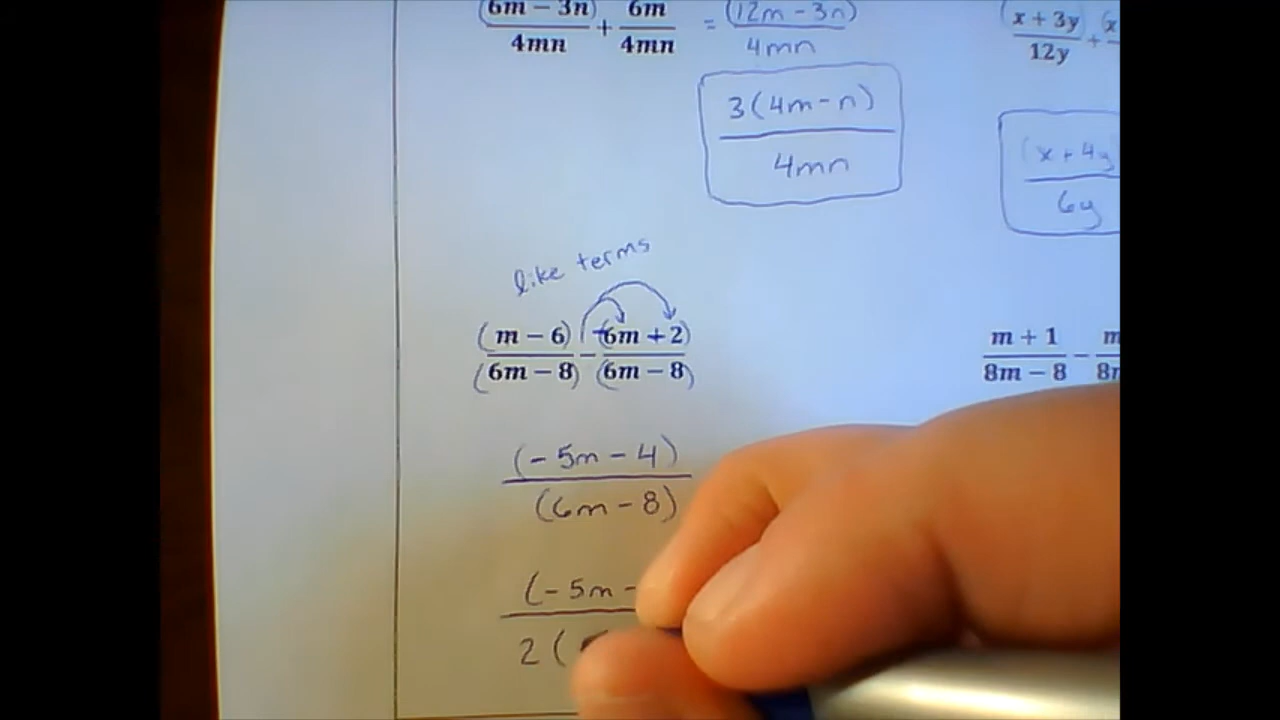 (6m − 3n)/4mn + 6m/4mn = (12m − 3n)/4mn
3(4m − n)/4mn
(x + 3y)/12y +
(x + 4y
6y
like terms
(m − 6)/(6m − 8) − (6m + 2)/(6m − 8)
m + 1/8m − 8 −
(− 5m − 4)/(6m − 8)
(− 5m −
2 (